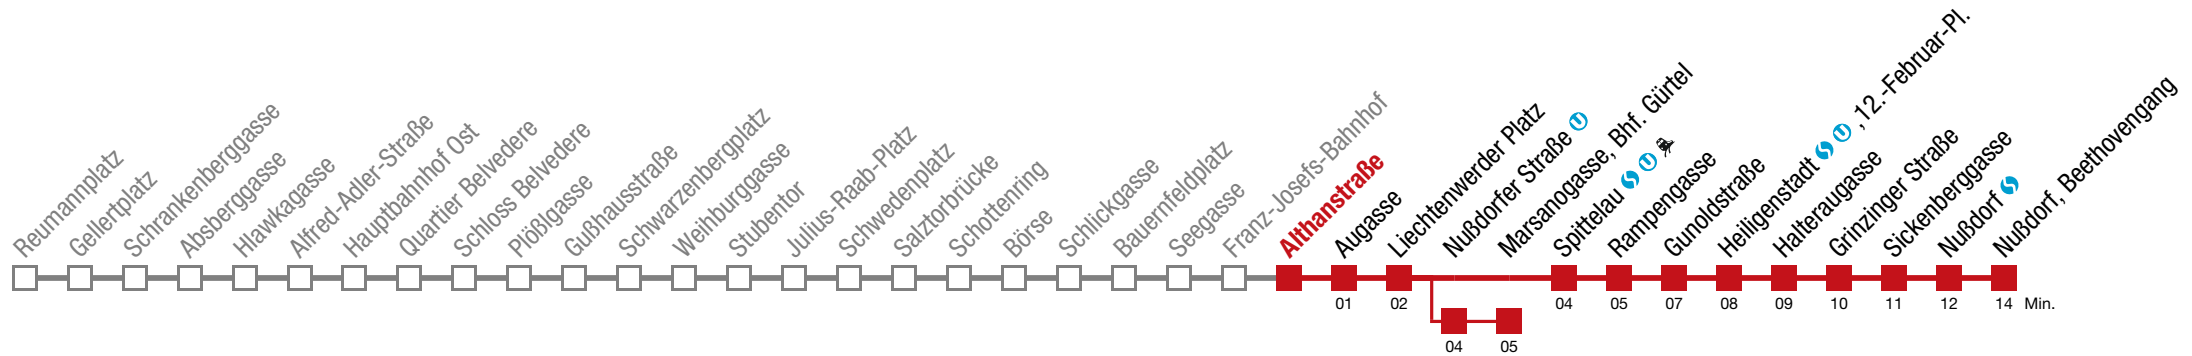 Reumannplatz
Gellertplatz
Schrankenberggasse
Absberggasse
Hlawkagasse
Alfred-Adler-Straße
Hauptbahnhof Ost
Quartier Belvedere
Schloss Belvedere
Plößlgasse
Gußhausstraße
Schwarzenbergplatz
Weihburggasse
Stubentor
Julius-Raab-Platz
Schwedenplatz
Salztorbrücke
Schottenring
Börse
Schlickgasse
Bauernfeldplatz
Seegasse
Franz-Josefs-Bahnhof
Althanstraße
Augasse
Liechtenwerder Platz
Nußdorfer Straße U
Marsanogasse, Bhf. Gürtel
Spittelau S U
Rampengasse
Gunoldstraße
Heiligenstadt S U , 12.-Februar-Pl.
Halteraugasse
Grinzinger Straße
Sickenberggasse
Nußdorf S
Nußdorf, Beethovengang
01 02 04 05 07 08 09 10 11 12 14 Min.
04 05